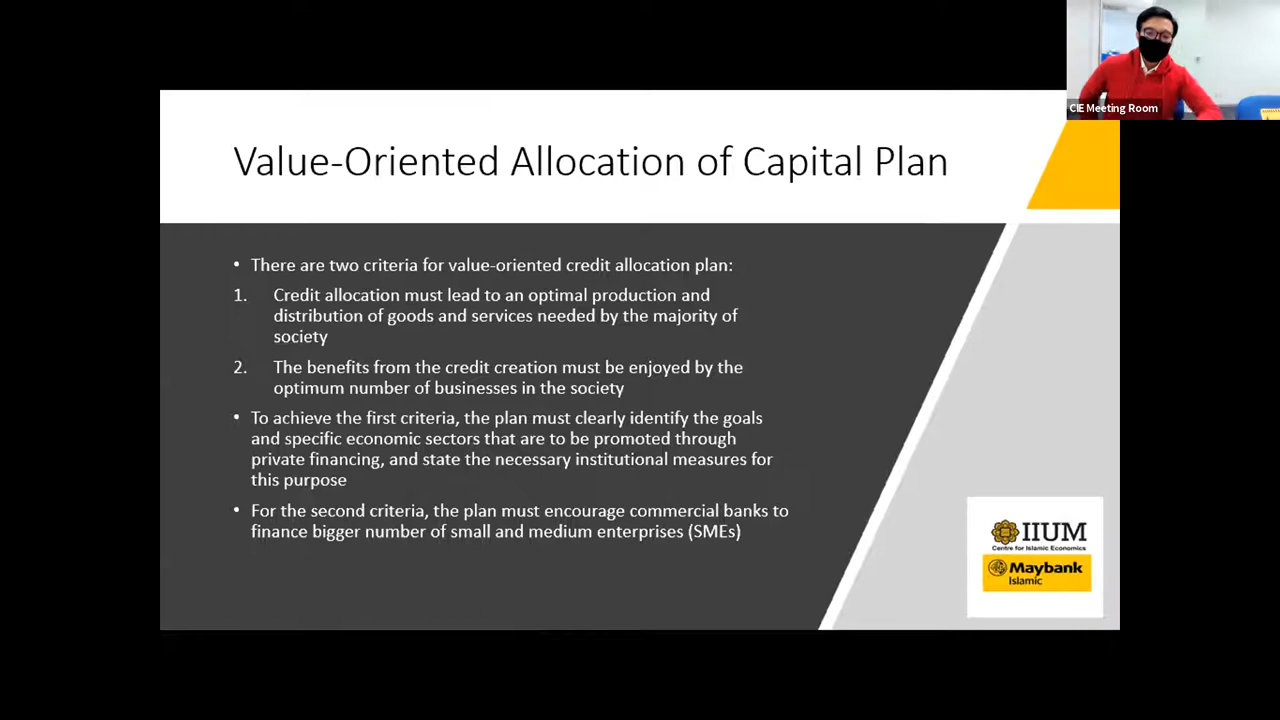 CIE Meeting Room
Value-Oriented Allocation of Capital Plan
• There are two criteria for value-oriented credit allocation plan:
1. Credit allocation must lead to an optimal production and
distribution of goods and services needed by the majority of
society
2. The benefits from the credit creation must be enjoyed by the
optimum number of businesses in the society
• To achieve the first criteria, the plan must clearly identify the goals
and specific economic sectors that are to be promoted through
private financing, and state the necessary institutional measures for
this purpose
• For the second criteria, the plan must encourage commercial banks to
finance bigger number of small and medium enterprises (SMEs)
IIUM
Centre for Islamic Economics
Maybank
Islamic